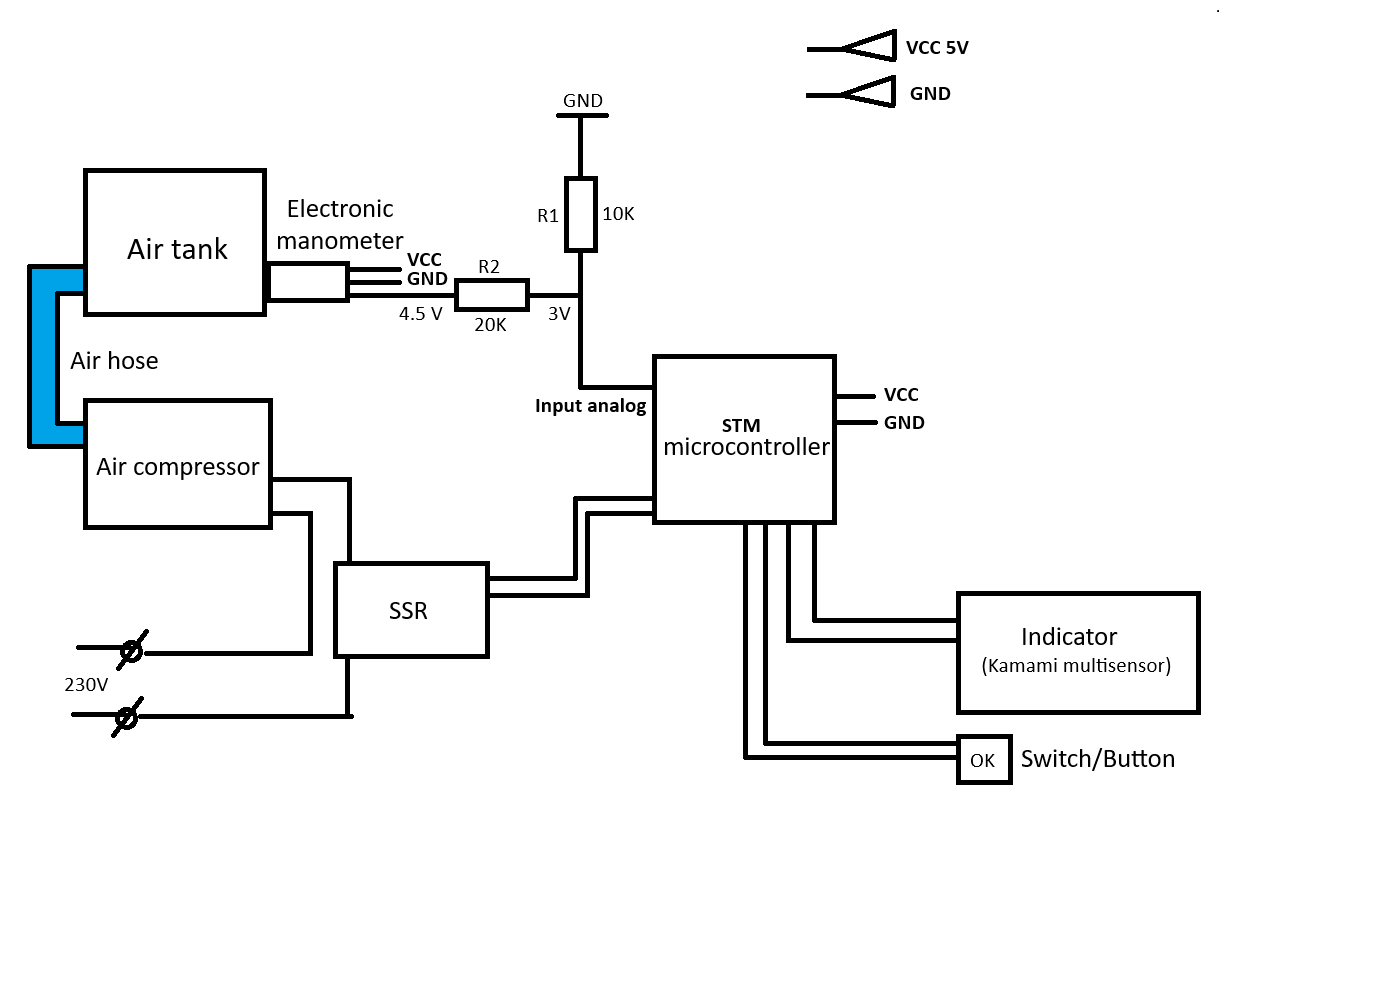 VCC 5V
GND
GND
R1
10K
Air tank
Electronic
manometer
VCC
GND
R2
4.5 V
20K
3V
Air hose
Input analog
STM
microcontroller
VCC
GND
Air compressor
SSR
230V
Indicator
(Kamami multisensor)
OK
Switch/Button